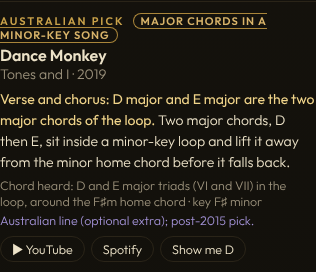 AUSTRALIAN PICK MAJOR CHORDS IN A
MINOR-KEY SONG
Dance Monkey
Tones and I · 2019
Verse and chorus: D major and E major are the two
major chords of the loop. Two major chords, D
then E, sit inside a minor-key loop and lift it away
from the minor home chord before it falls back.
Chord heard: D and E major triads (VI and VII) in the
loop, around the F♯m home chord · key F♯ minor
Australian line (optional extra); post-2015 pick.
▶ YouTube Spotify Show me D